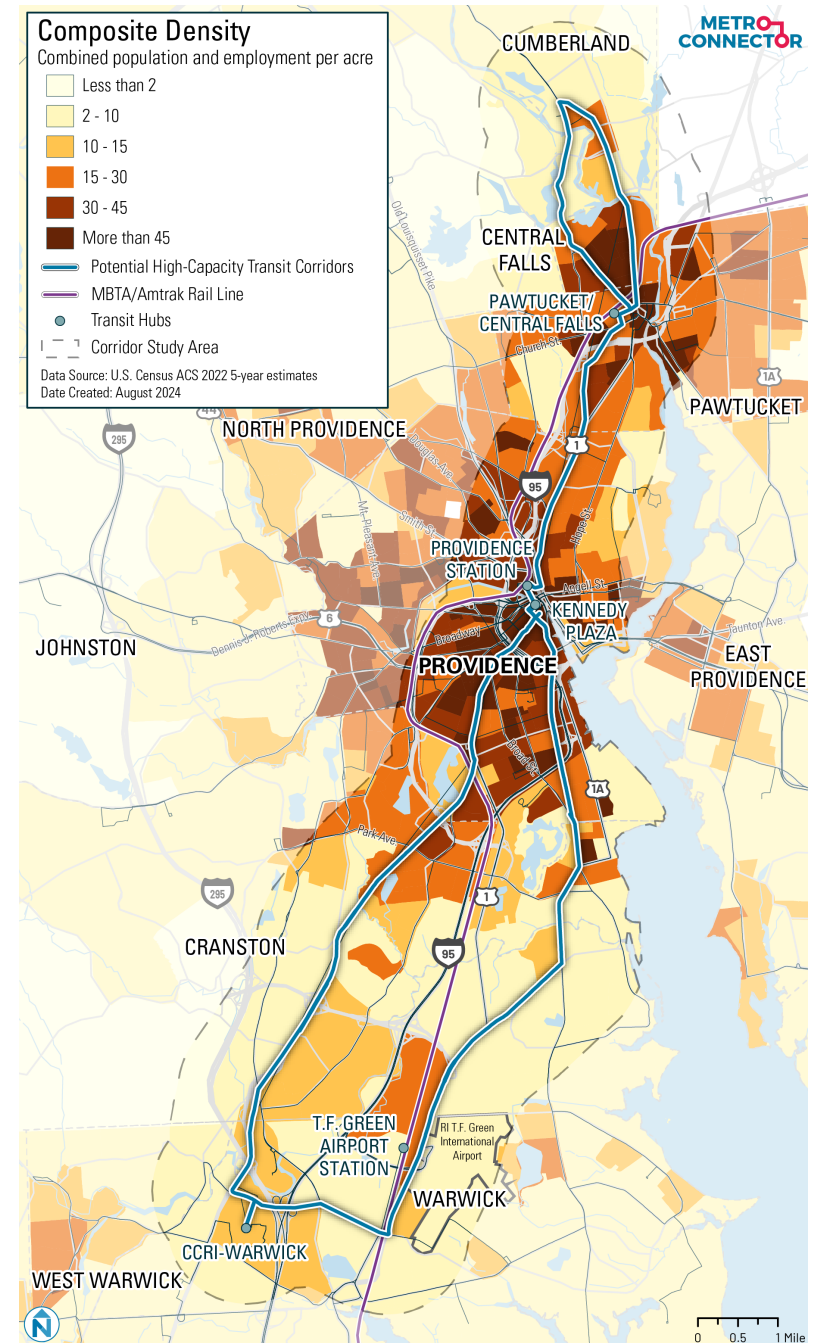 Composite Density
Combined population and employment per acre
Less than 2
2 - 10
10 - 15
15 - 30
30 - 45
More than 45
Potential High-Capacity Transit Corridors
MBTA/Amtrak Rail Line
Transit Hubs
Corridor Study Area
Data Source: U.S. Census ACS 2022 5-year estimates
Date Created: August 2024
METRO
CONNECTOR
CUMBERLAND
Old Louisquisset Pike
CENTRAL
FALLS
PAWTUCKET/
CENTRAL FALLS
Church St.
1A
PAWTUCKET
44
NORTH PROVIDENCE
295
1
Douglas Ave.
95
Mt. Pleasant Ave.
Smith St.
Hope St.
PROVIDENCE
STATION
Angell St.
KENNEDY
PLAZA
6
Dennis J. Roberts Expy.
Broadway
Taunton Ave.
JOHNSTON
PROVIDENCE
EAST
PROVIDENCE
Broad St.
1A
Park Ave.
295
1
CRANSTON
95
T.F. GREEN
AIRPORT
STATION
RI T.F. Green
International
Airport
WARWICK
CCRI-WARWICK
WEST WARWICK
N
0 0.5 1 Mile